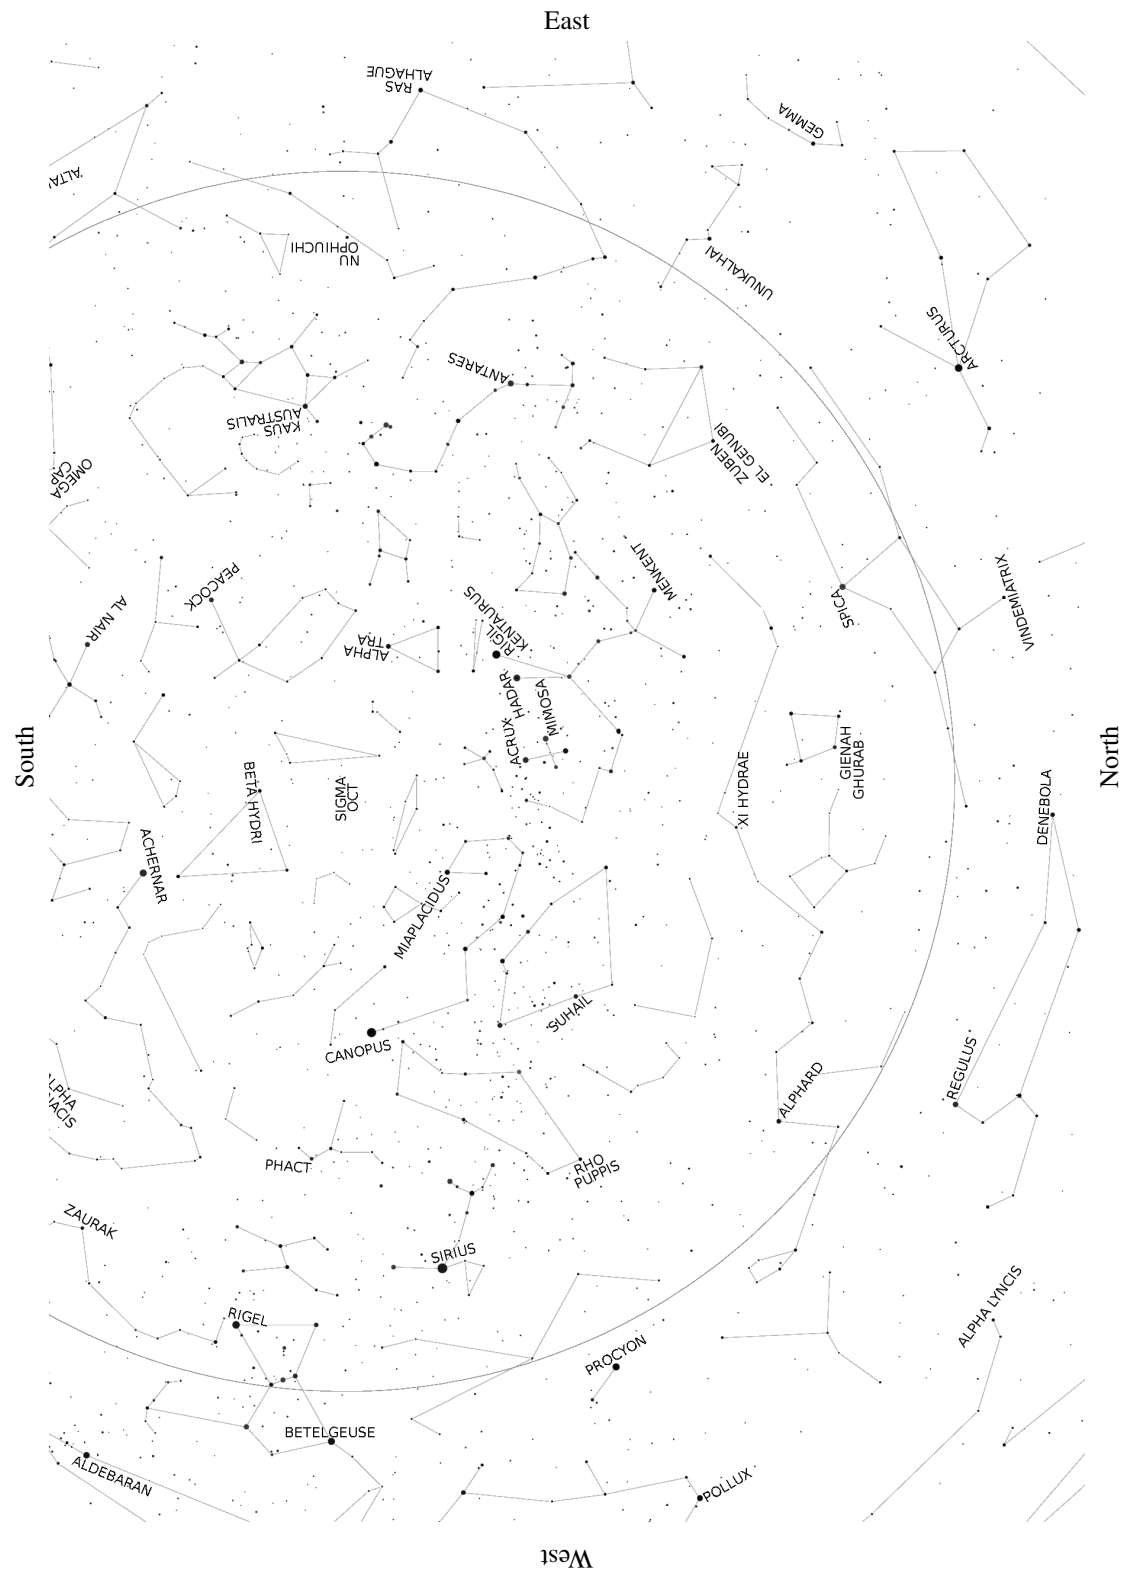 East
RAS
ALHAGUE
GEMMA
ALTAI
NU
OPHIUCHI
UNUKALHAI
ARCTURUS
ANTARES
KAUS
AUSTRALIS
ZUBEN
EL GENUBI
OMEGA
CAP
PEACOCK
MENKENT
AL NAIR
RIGIL
KENTAURUS
SPICA
VINDEMIATRIX
ALPHA
TRA
HADAR
MIMOSA
ACRUX
South
North
BETA HYDRI
SIGMA
OCT
XI HYDRAE
GIENAH
GHURAB
DENEBOLA
ACHERNAR
MIAPLACIDUS
SUHAIL
CANOPUS
ALPHARD
REGULUS
PHACT
RHO
PUPPIS
ZAURAK
SIRIUS
RIGEL
PROCYON
ALPHA LYNCIS
BETELGEUSE
ALDEBARAN
POLLUX
West